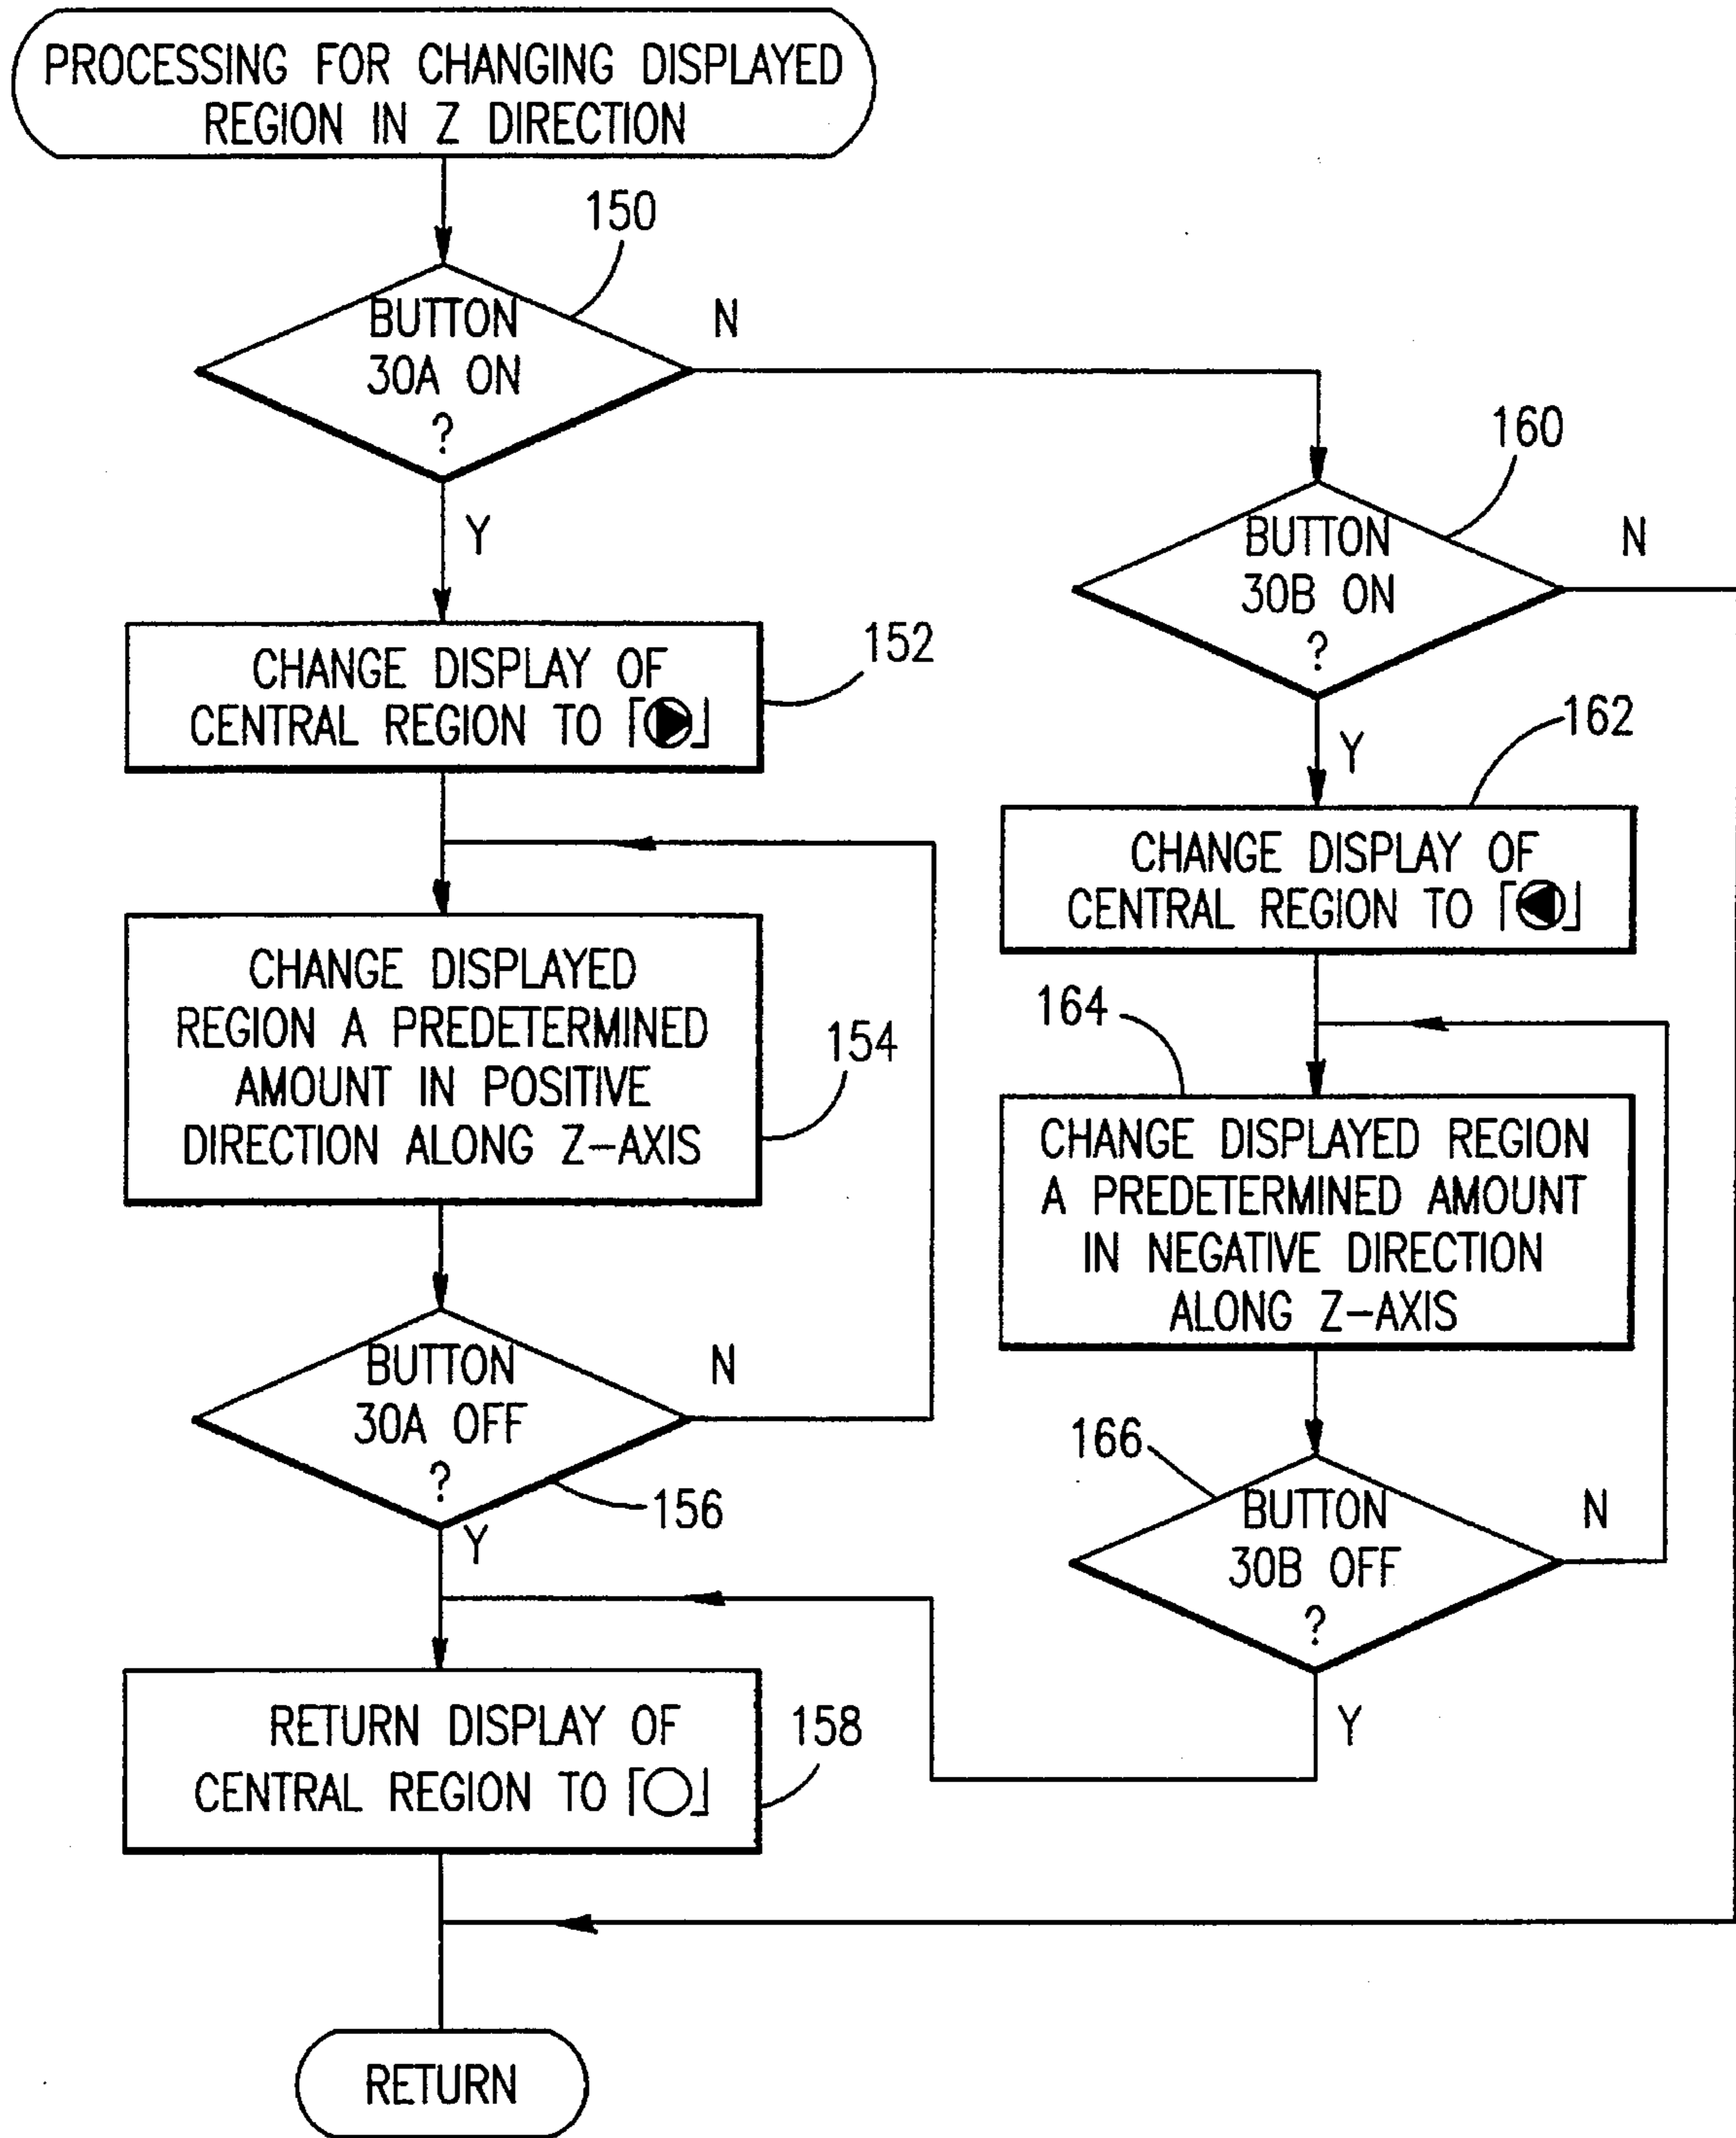 PROCESSING FOR CHANGING DISPLAYED
REGION IN Z DIRECTION
150
BUTTON
30A ON
?
N
Y
160
BUTTON
30B ON
?
N
Y
152
CHANGE DISPLAY OF
CENTRAL REGION TO 「▶」
162
CHANGE DISPLAY OF
CENTRAL REGION TO 「◀」
154
CHANGE DISPLAYED
REGION A PREDETERMINED
AMOUNT IN POSITIVE
DIRECTION ALONG Z-AXIS
164
CHANGE DISPLAYED REGION
A PREDETERMINED AMOUNT
IN NEGATIVE DIRECTION
ALONG Z-AXIS
BUTTON
30A OFF
?
N
156
Y
166
BUTTON
30B OFF
?
N
Y
158
RETURN DISPLAY OF
CENTRAL REGION TO 「○」
RETURN